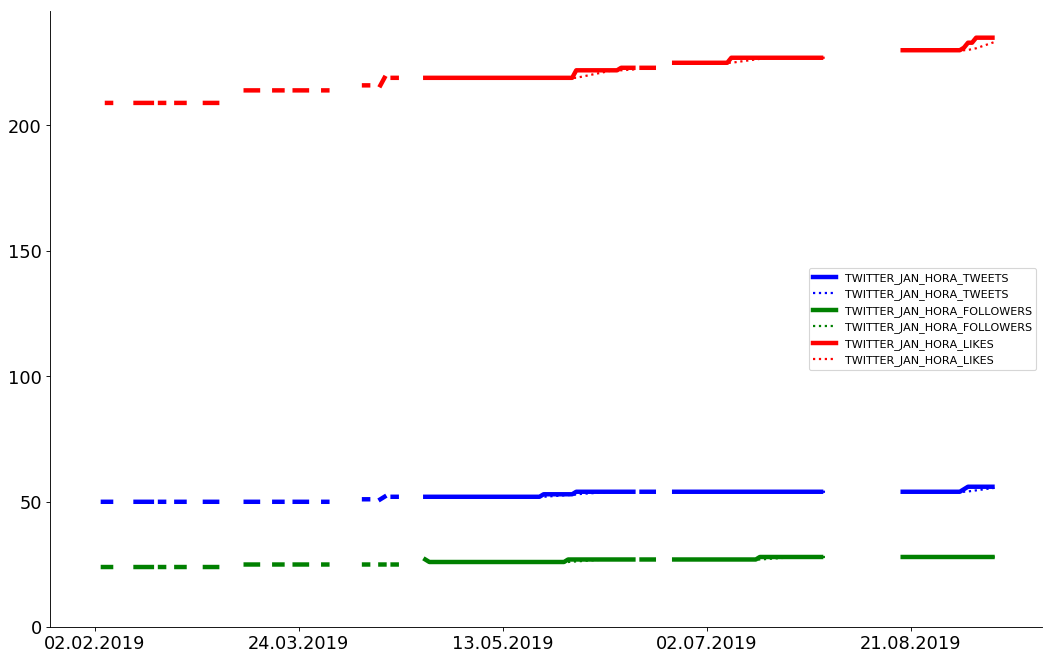 200
150
100
50
0
02.02.2019 24.03.2019 13.05.2019 02.07.2019 21.08.2019
TWITTER_JAN_HORA_TWEETS
TWITTER_JAN_HORA_TWEETS
TWITTER_JAN_HORA_FOLLOWERS
TWITTER_JAN_HORA_FOLLOWERS
TWITTER_JAN_HORA_LIKES
TWITTER_JAN_HORA_LIKES